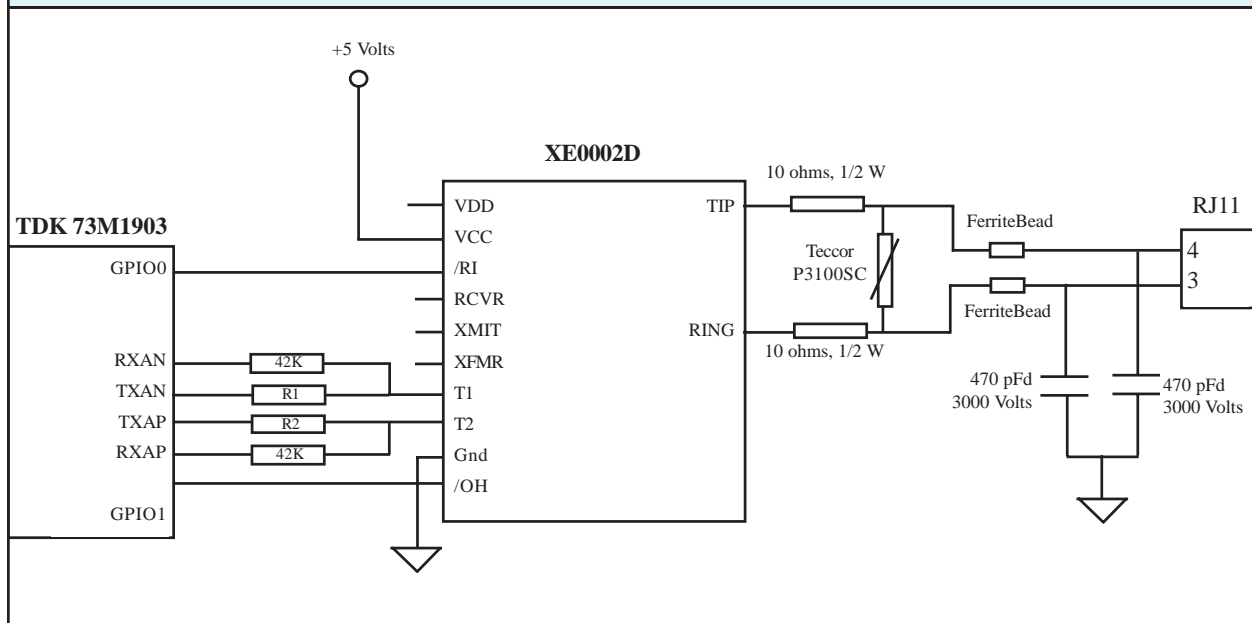 +5 Volts
XE0002D
10 ohms, 1/2 W
TDK 73M1903
VDD
TIP
RJ11
FerriteBead
VCC
Teccor
P3100SC
4
GPIO0
/RI
3
RCVR
FerriteBead
XMIT
RING
10 ohms, 1/2 W
RXAN
42K
XFMR
TXAN
R1
T1
470 pFd
3000 Volts
470 pFd
3000 Volts
TXAP
R2
T2
RXAP
42K
Gnd
/OH
GPIO1